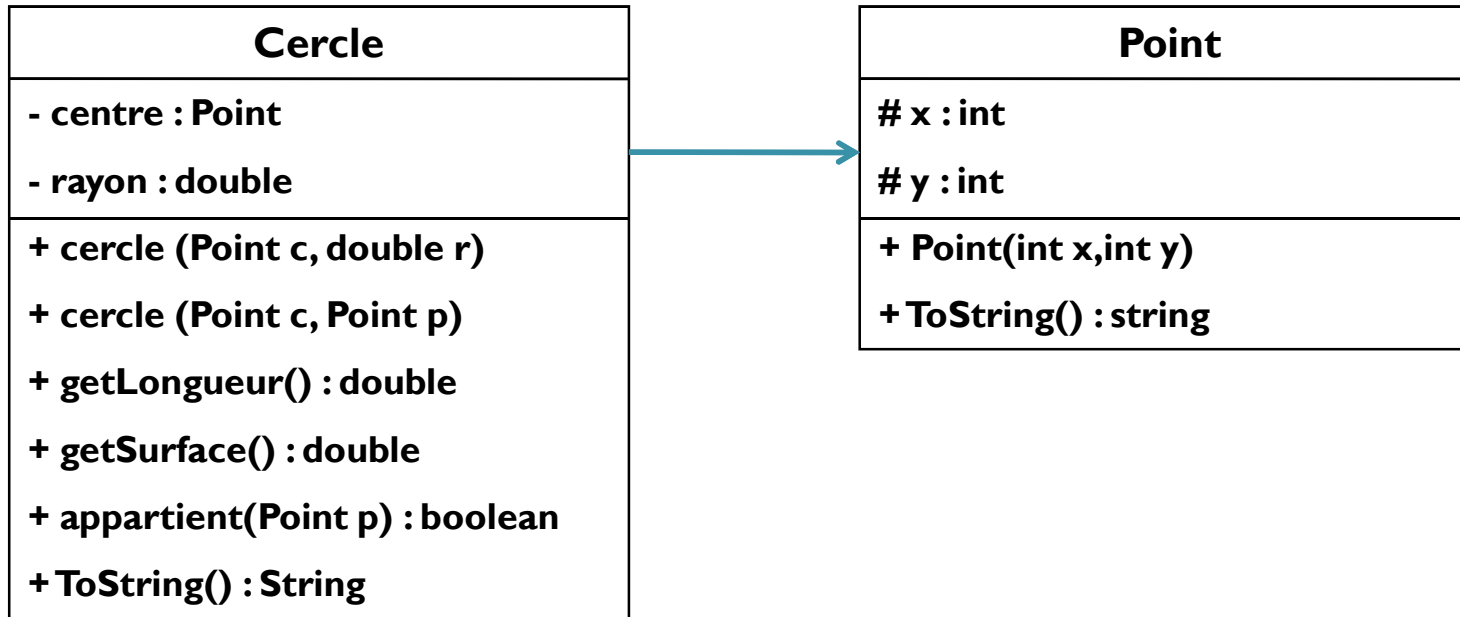 Cercle
- centre : Point
- rayon : double
+ cercle (Point c, double r)
+ cercle (Point c, Point p)
+ getLongueur() : double
+ getSurface() : double
+ appartient(Point p) : boolean
+ ToString() : String
Point
# x : int
# y : int
+ Point(int x,int y)
+ ToString() : string